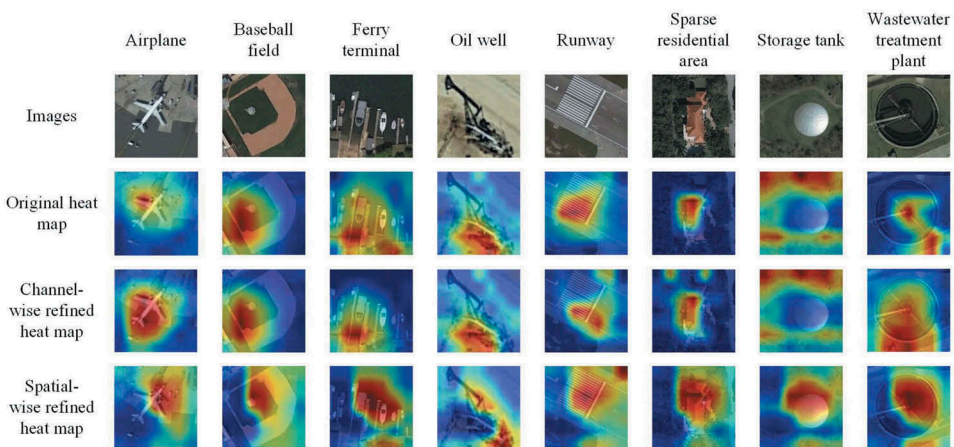 Airplane
Baseball
field
Ferry
terminal
Oil well
Runway
Sparse
residential
area
Storage tank
Wastewater
treatment
plant
Images
Original heat
map
Channel-
wise refined
heat map
Spatial-
wise refined
heat map